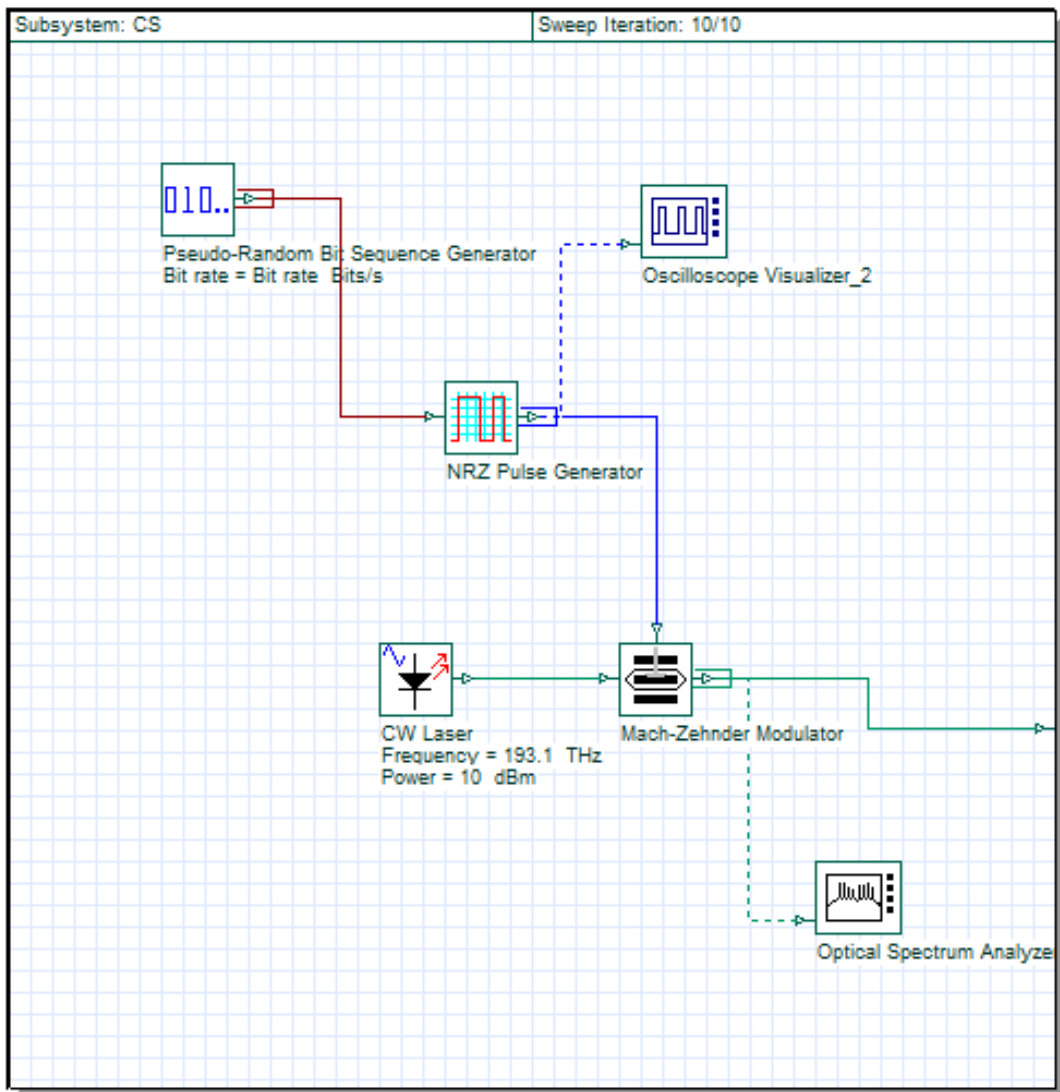 Subsystem: CS
Sweep Iteration: 10/10
010..
Pseudo-Random Bit Sequence Generator
Bit rate = Bit rate Bits/s
Oscilloscope Visualizer_2
NRZ Pulse Generator
CW Laser
Frequency = 193.1 THz
Power = 10 dBm
Mach-Zehnder Modulator
Optical Spectrum Analyze